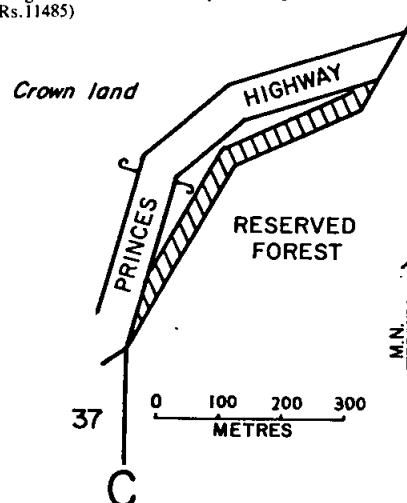 Rs.11485)
Crown land
HIGHWAY
PRINCES
RESERVED
FOREST
M.N.
37
0 100 200 300
METRES
C